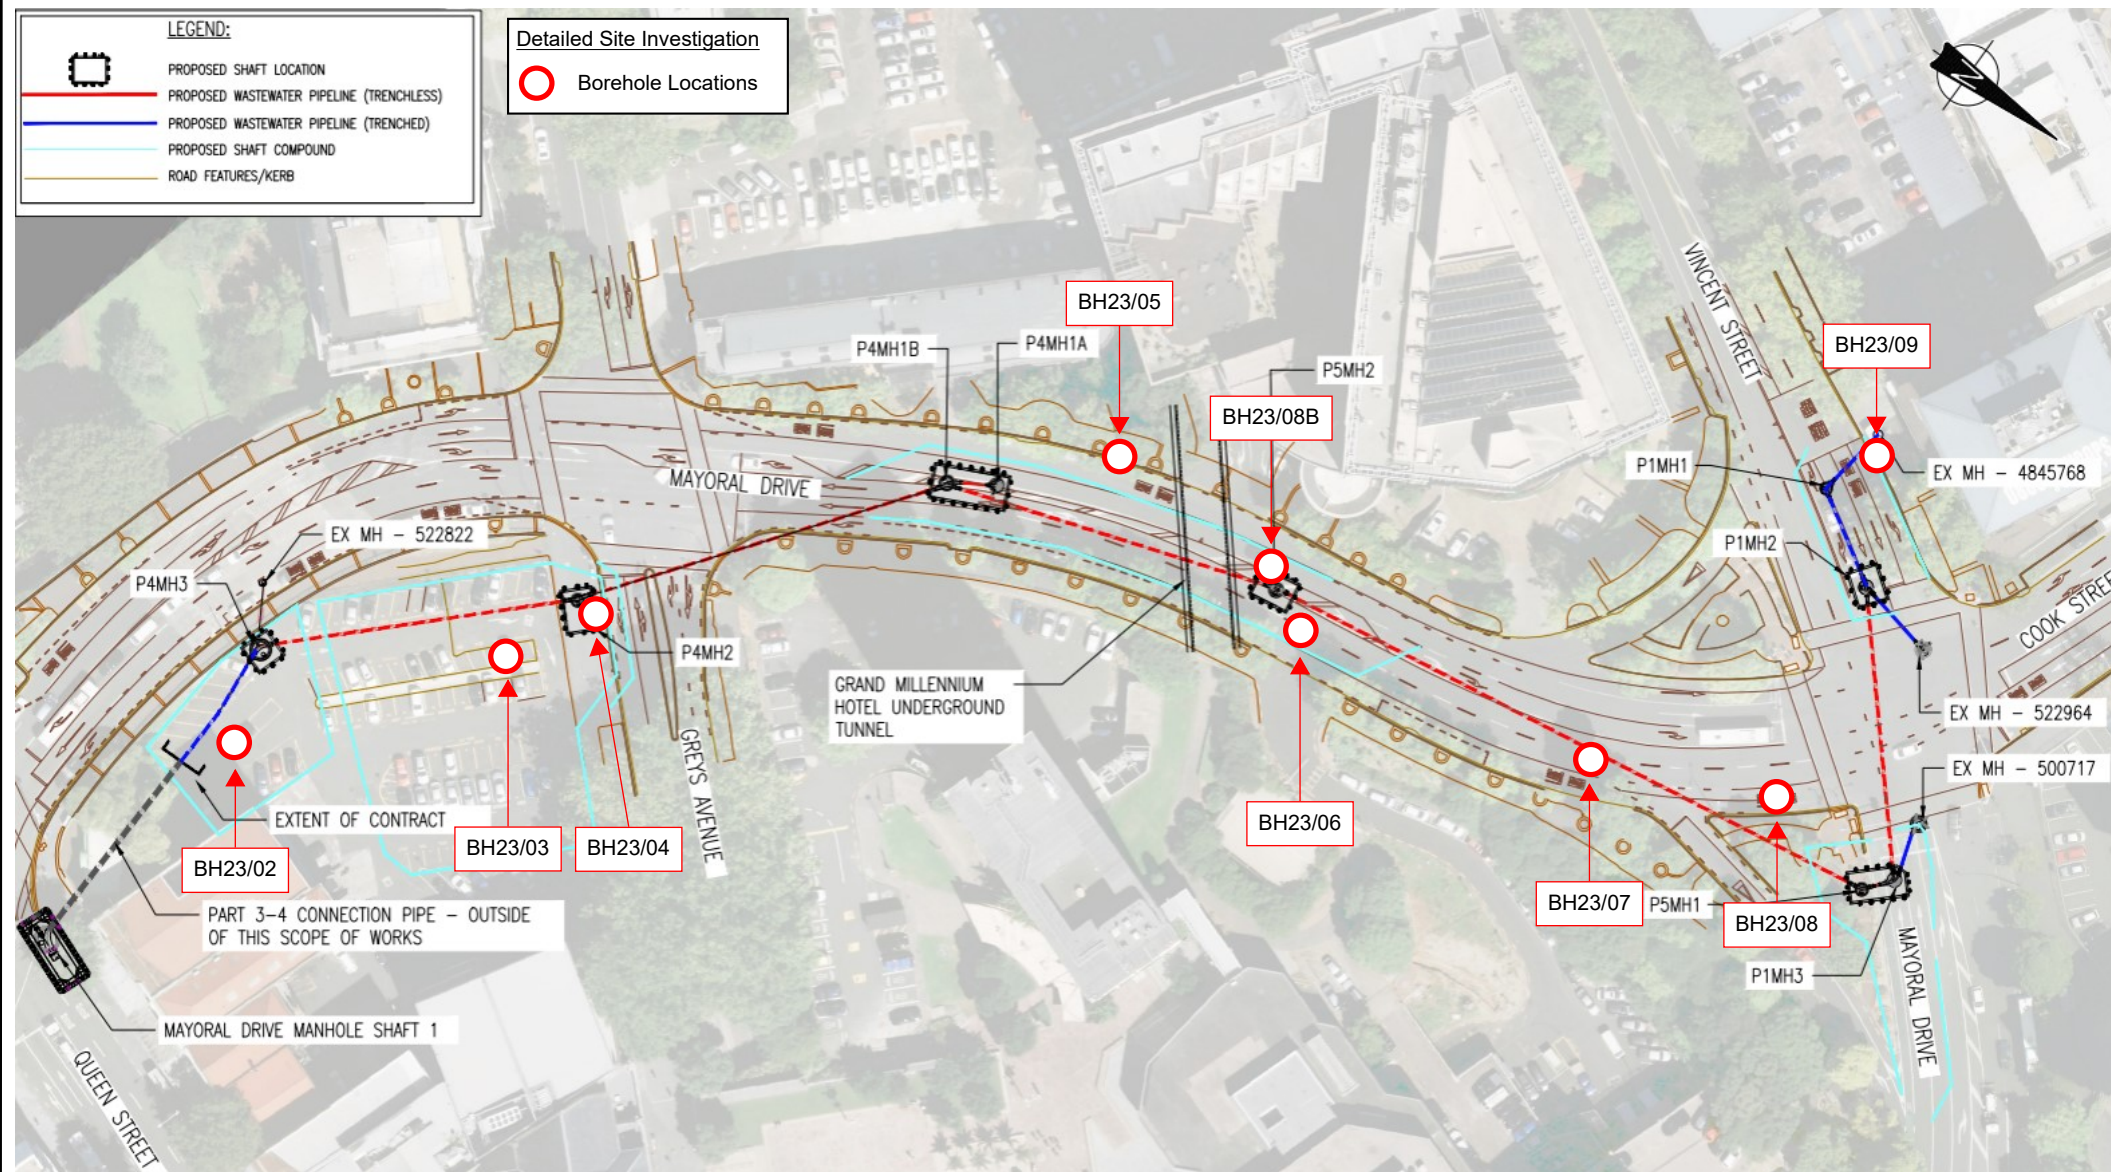 LEGEND:
PROPOSED SHAFT LOCATION
PROPOSED WASTEWATER PIPELINE (TRENCHLESS)
PROPOSED WASTEWATER PIPELINE (TRENCHED)
PROPOSED SHAFT COMPOUND
ROAD FEATURES/KERB
Detailed Site Investigation
Borehole Locations
N
VINCENT STREET
BH23/05
BH23/09
P4MH1B
P4MH1A
P5MH2
BH23/08B
P1MH1
EX MH - 4845768
MAYORAL DRIVE
EX MH - 522822
P1MH2
P4MH3
COOK STREET
P4MH2
GRAND MILLENNIUM
HOTEL UNDERGROUND
TUNNEL
EX MH - 522964
GREYS AVENUE
EX MH - 500717
EXTENT OF CONTRACT
BH23/06
BH23/02
BH23/03
BH23/04
BH23/07
P5MH1
BH23/08
PART 3-4 CONNECTION PIPE - OUTSIDE
OF THIS SCOPE OF WORKS
P1MH3
MAYORAL DRIVE
MAYORAL DRIVE MANHOLE SHAFT 1
QUEEN STREET